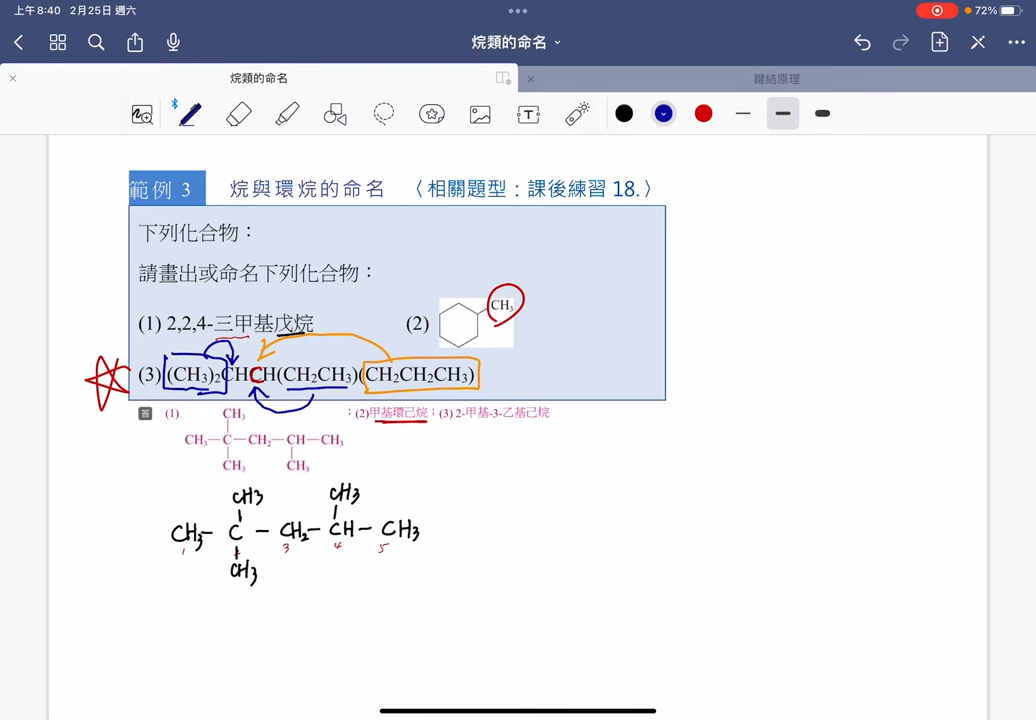 上午8:40 2月25日 週六
72%
烷類的命名
烷類的命名
鍵結原理
範例 3 烷與環烷的命名 〈相關題型：課後練習 18.〉
下列化合物：
請畫出或命名下列化合物：
(1) 2,2,4-三甲基戊烷 (2) CH₃
(3) (CH₃)₂CHCH(CH₂CH₃)(CH₂CH₂CH₃)
答 (1) CH₃ ；(2)甲基環己烷；(3) 2-甲基-3-乙基己烷
CH₃—C—CH₂—CH—CH₃
CH₃ CH₃
CH₃ CH₃
CH₃- C - CH₂- CH - CH₃
1 3 4 5
CH₃